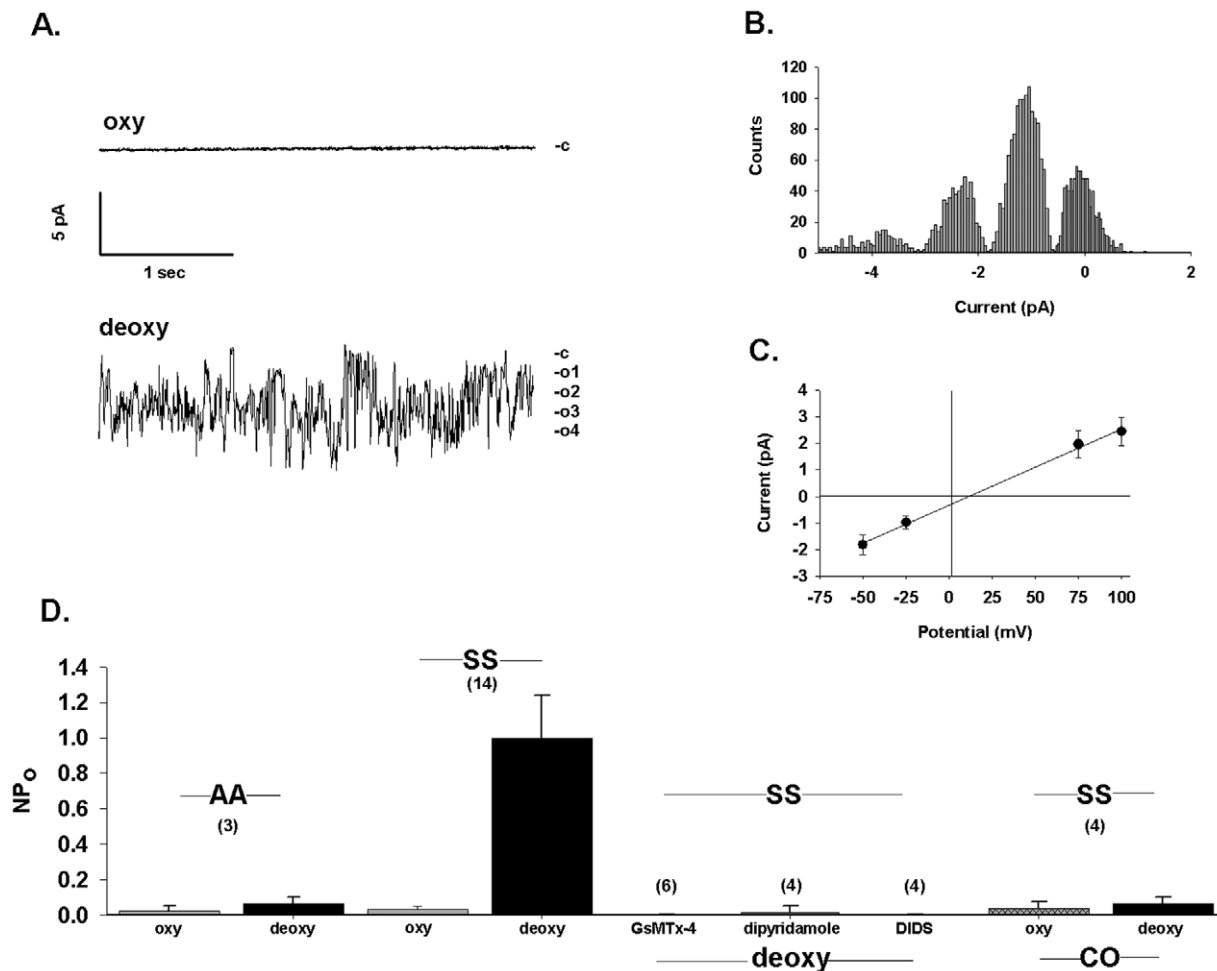 A.
oxy
-c
5 pA
1 sec
deoxy
-c
-o1
-o2
-o3
-o4
B.
120
100
80
60
40
20
0
Counts
-4 -2 0 2
Current (pA)
C.
3
2
1
0
-1
-2
-3
Current (pA)
-75 -50 -25 0 25 50 75 100
Potential (mV)
D.
1.4
1.2
1.0
0.8
0.6
0.4
0.2
0.0
NPo
AA
(3)
SS
(14)
SS
(6) (4) (4)
SS
(4)
oxy deoxy oxy deoxy GsMTx-4 dipyridamole DIDS oxy deoxy
deoxy CO